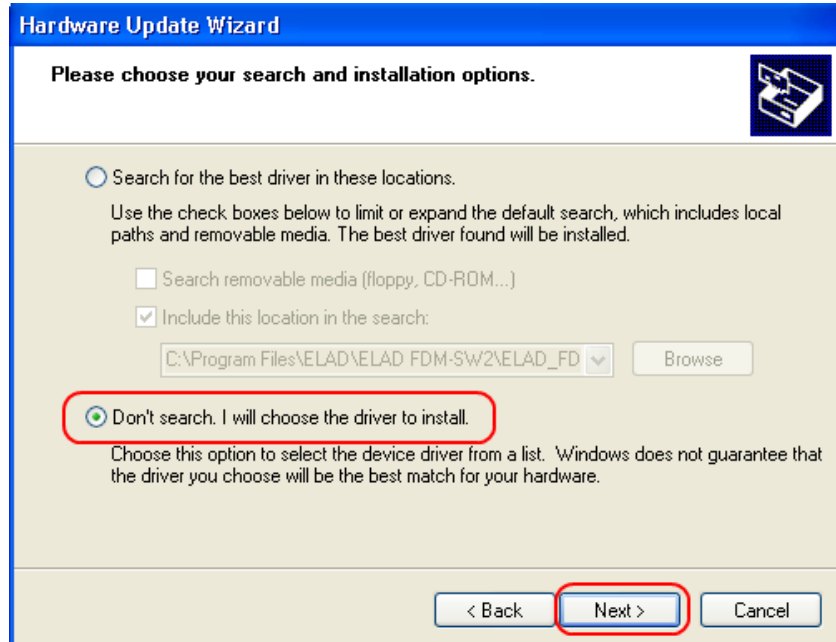 Hardware Update Wizard
Please choose your search and installation options.
Search for the best driver in these locations.
Use the check boxes below to limit or expand the default search, which includes local
paths and removable media. The best driver found will be installed.
Search removable media (floppy, CD-ROM...)
Include this location in the search:
C:\Program Files\ELAD\ELAD FDM-SW2\ELAD_FD
Browse
Don't search. I will choose the driver to install.
Choose this option to select the device driver from a list. Windows does not guarantee that
the driver you choose will be the best match for your hardware.
< Back Next > Cancel